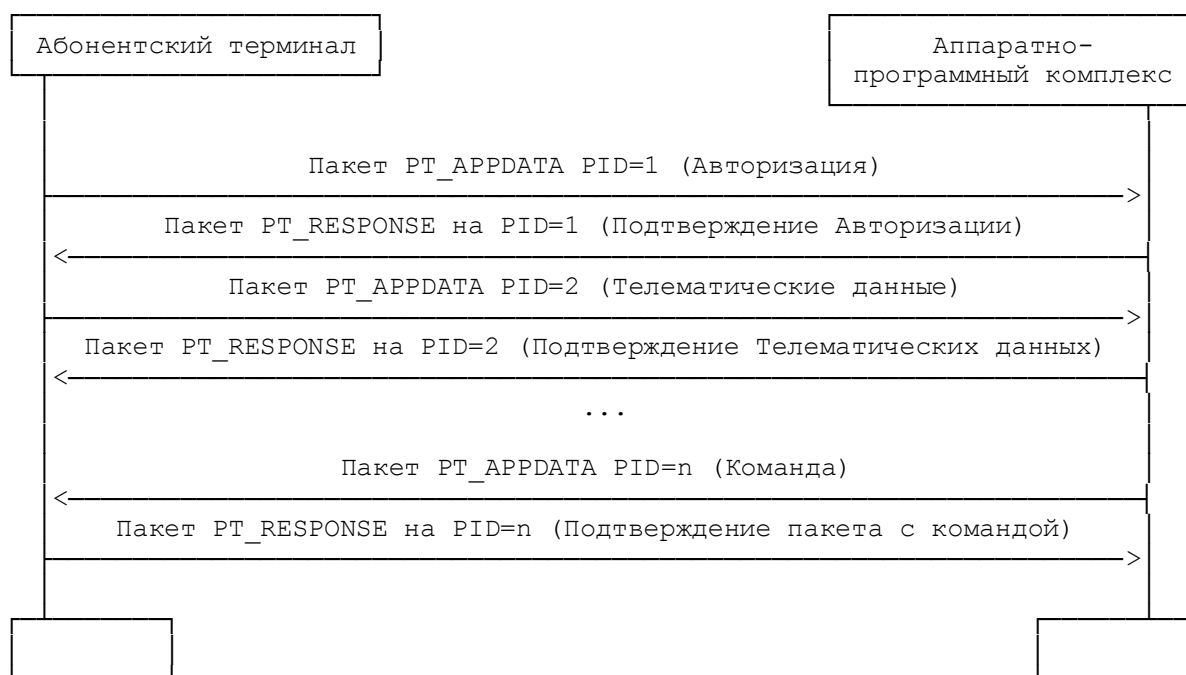 Абонентский терминал
Аппаратно-
программный комплекс
Пакет PT_APPDATA PID=1 (Авторизация)
Пакет PT_RESPONSE на PID=1 (Подтверждение Авторизации)
Пакет PT_APPDATA PID=2 (Телематические данные)
Пакет PT_RESPONSE на PID=2 (Подтверждение Телематических данных)
...
Пакет PT_APPDATA PID=n (Команда)
Пакет PT_RESPONSE на PID=n (Подтверждение пакета с командой)